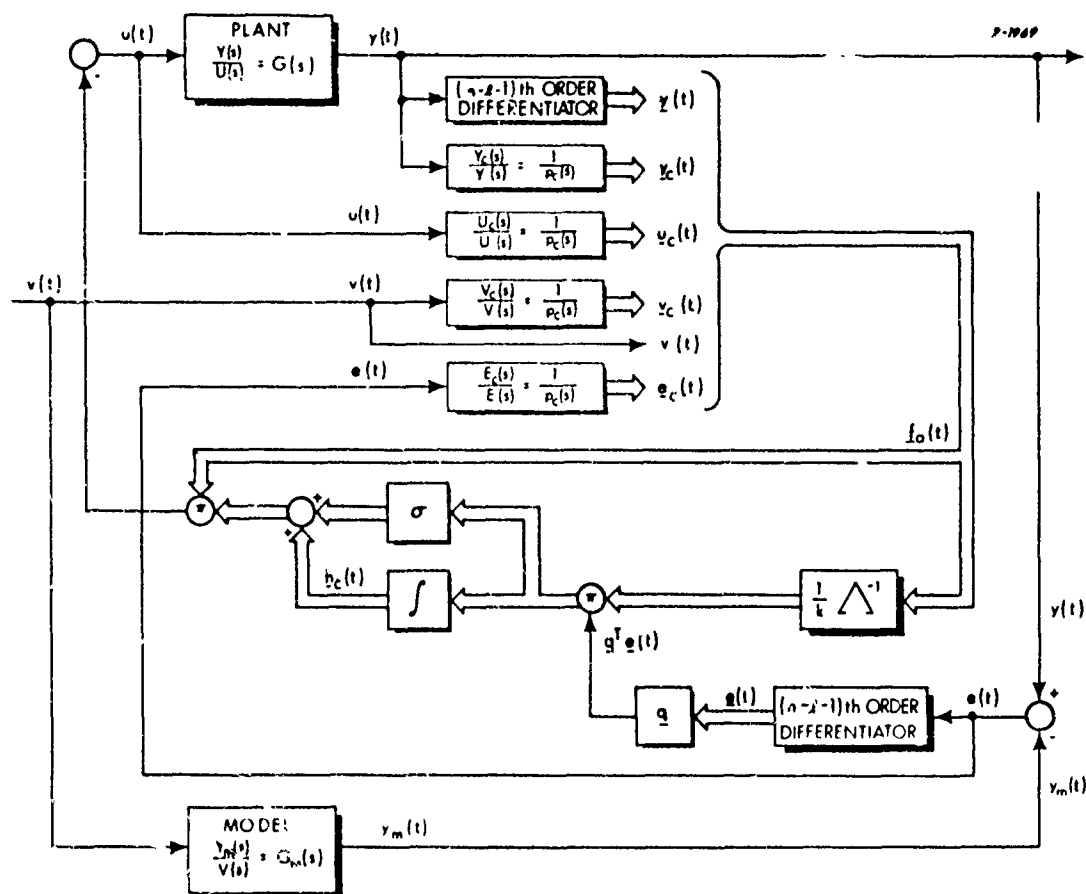 u(t)
PLANT
Y(s)
U(s)
= G(s)
y(t)
(n-ℓ-1)th ORDER
DIFFERENTIATOR
y(t)
Y_c(s)
Y(s)
= 1
p_c(s)
y_c(t)
u(t)
U_c(s)
U(s)
= 1
p_c(s)
u_c(t)
v(t)
v(t)
V_c(s)
V(s)
= 1
p_c(s)
v_c(t)
v(t)
e(t)
E_c(s)
E(s)
= 1
p_c(s)
e_c(t)
f_o(t)
π
+
σ
+
h_c(t)
∫
π
1
k
Λ⁻¹
y(t)
q^T e(t)
q
e(t)
(n-ℓ-1)th ORDER
DIFFERENTIATOR
e(t)
+
-
y_m(t)
MODEL
Y_m(s)
V(s)
= G_m(s)
y_m(t)
-